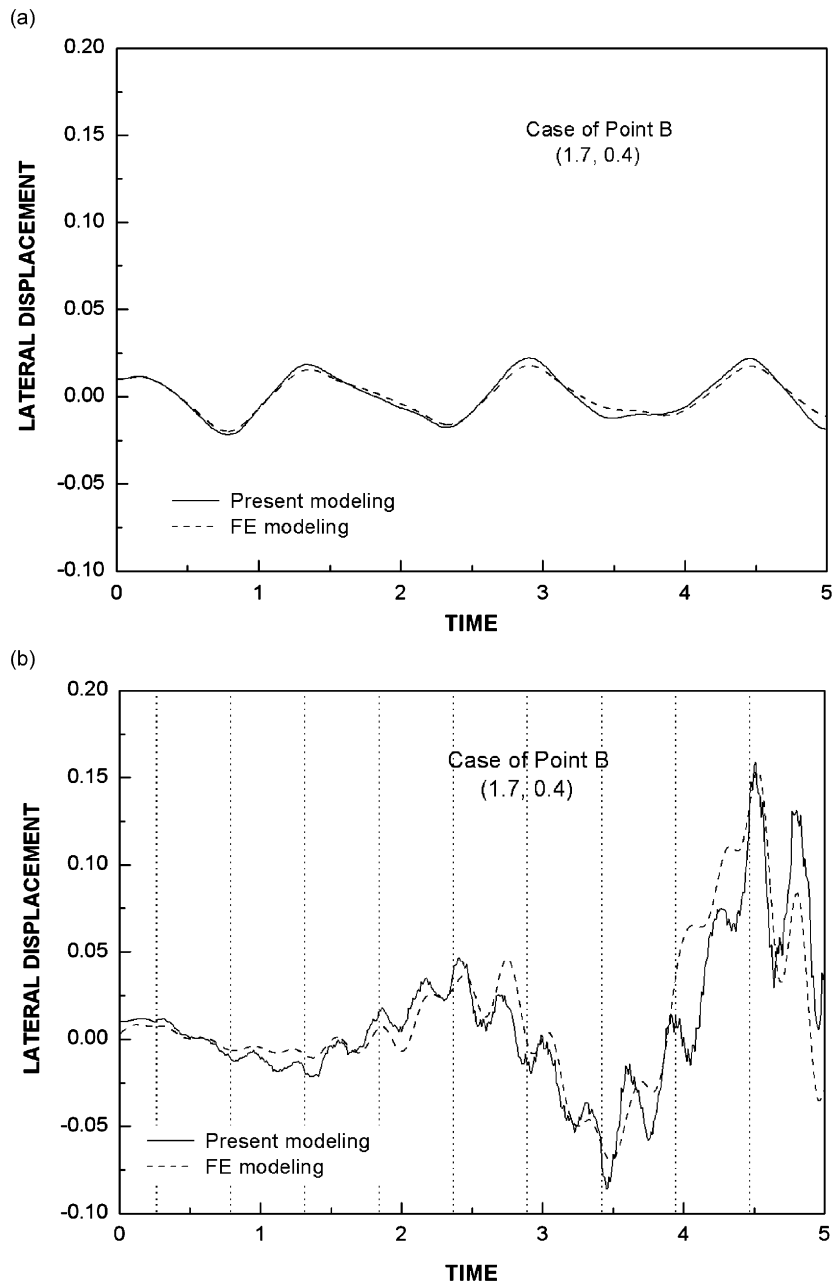 (a)
0.20
0.15
0.10
0.05
0.00
-0.05
-0.10
LATERAL DISPLACEMENT
Case of Point B
(1.7, 0.4)
Present modeling
FE modeling
0 1 2 3 4 5
TIME
(b)
0.20
0.15
0.10
0.05
0.00
-0.05
-0.10
LATERAL DISPLACEMENT
Case of Point B
(1.7, 0.4)
Present modeling
FE modeling
0 1 2 3 4 5
TIME